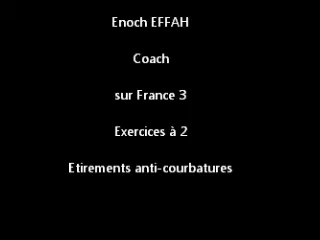 Enoch EFFAH
Coach
sur France 3
Exercices à 2
Etirements anti-courbatures